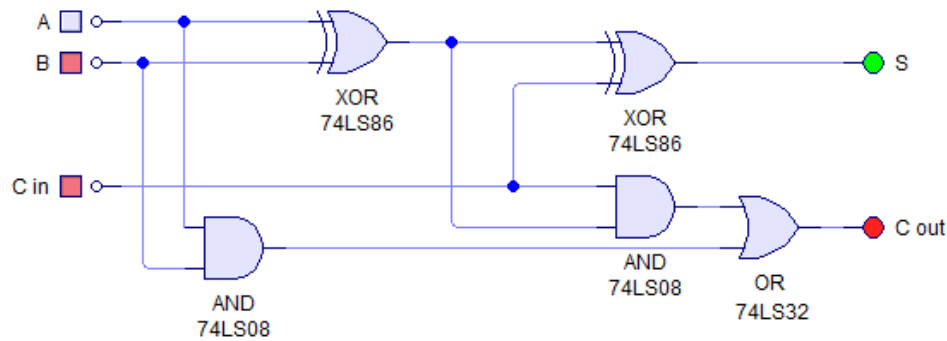 A
B
XOR
74LS86
XOR
74LS86
S
C in
AND
74LS08
AND
74LS08
OR
74LS32
C out